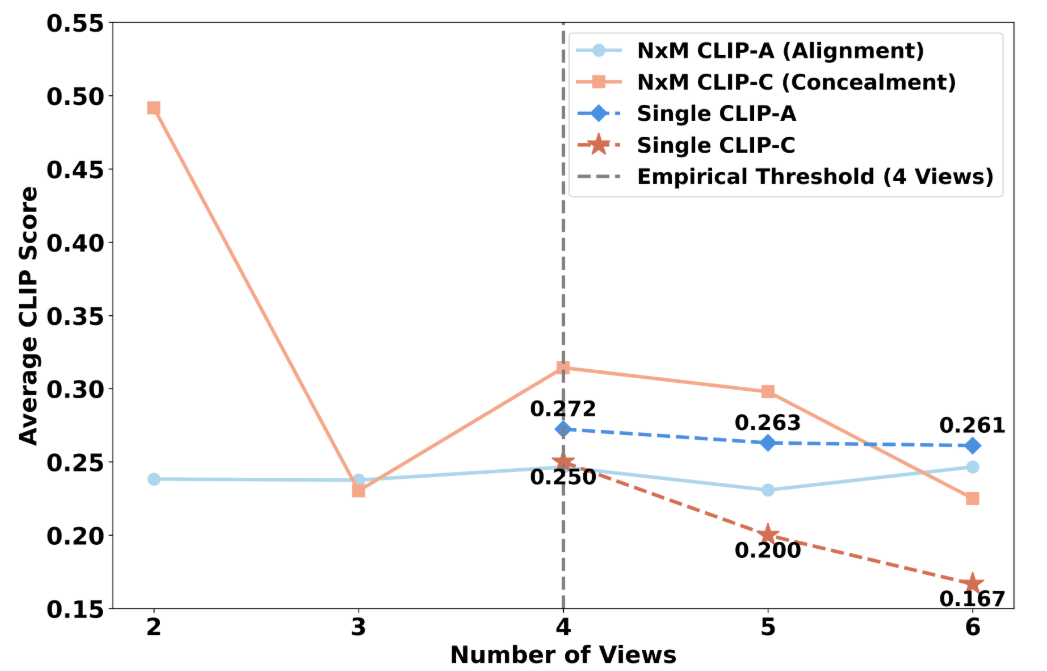 0.55
0.50
0.45
0.40
0.35
0.30
0.25
0.20
0.15
Average CLIP Score
NxM CLIP-A (Alignment)
NxM CLIP-C (Concealment)
Single CLIP-A
Single CLIP-C
Empirical Threshold (4 Views)
0.272
0.263
0.261
0.250
0.200
0.167
2 3 4 5 6
Number of Views